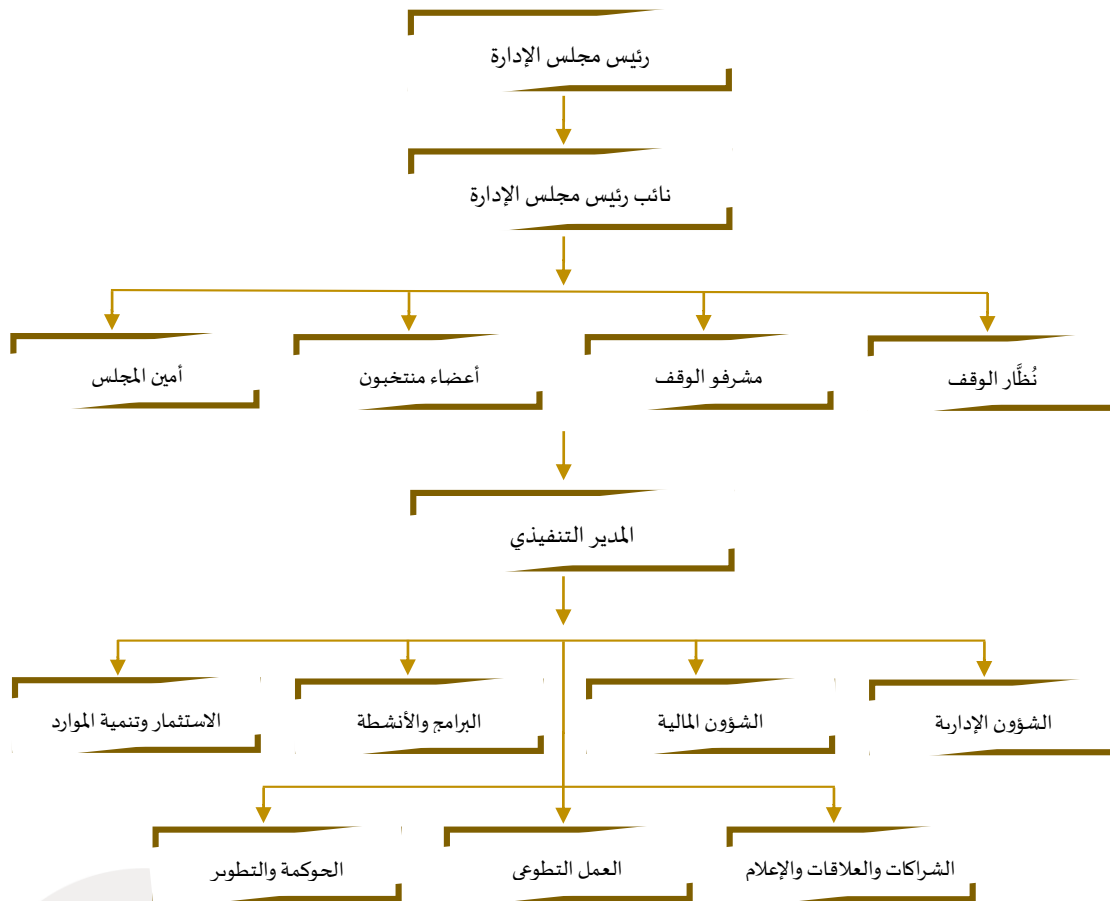 رئيس مجلس الإدارة
نائب رئيس مجلس الإدارة
نُظَّار الوقف
مشرفو الوقف
أعضاء منتخبون
أمين المجلس
المدير التنفيذي
الشؤون الإدارية
الشؤون المالية
البرامج والأنشطة
الاستثمار وتنمية الموارد
الشراكات والعلاقات والإعلام
العمل التطوعي
الحوكمة والتطوير